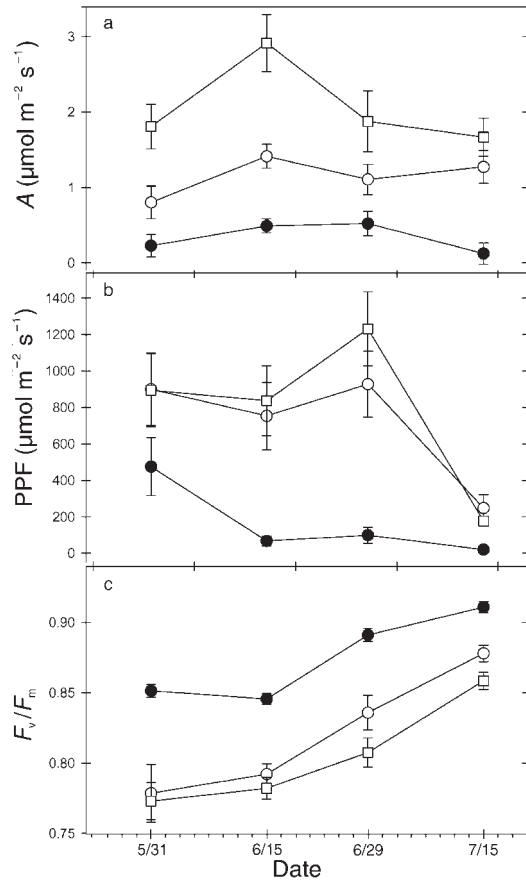 a
3
2
1
0
A (μmol m⁻² s⁻¹)
b
1400
1200
1000
800
600
400
200
0
PPF (μmol m⁻² s⁻¹)
c
0.90
0.85
0.80
0.75
Fv/Fm
5/31 6/15 6/29 7/15
Date